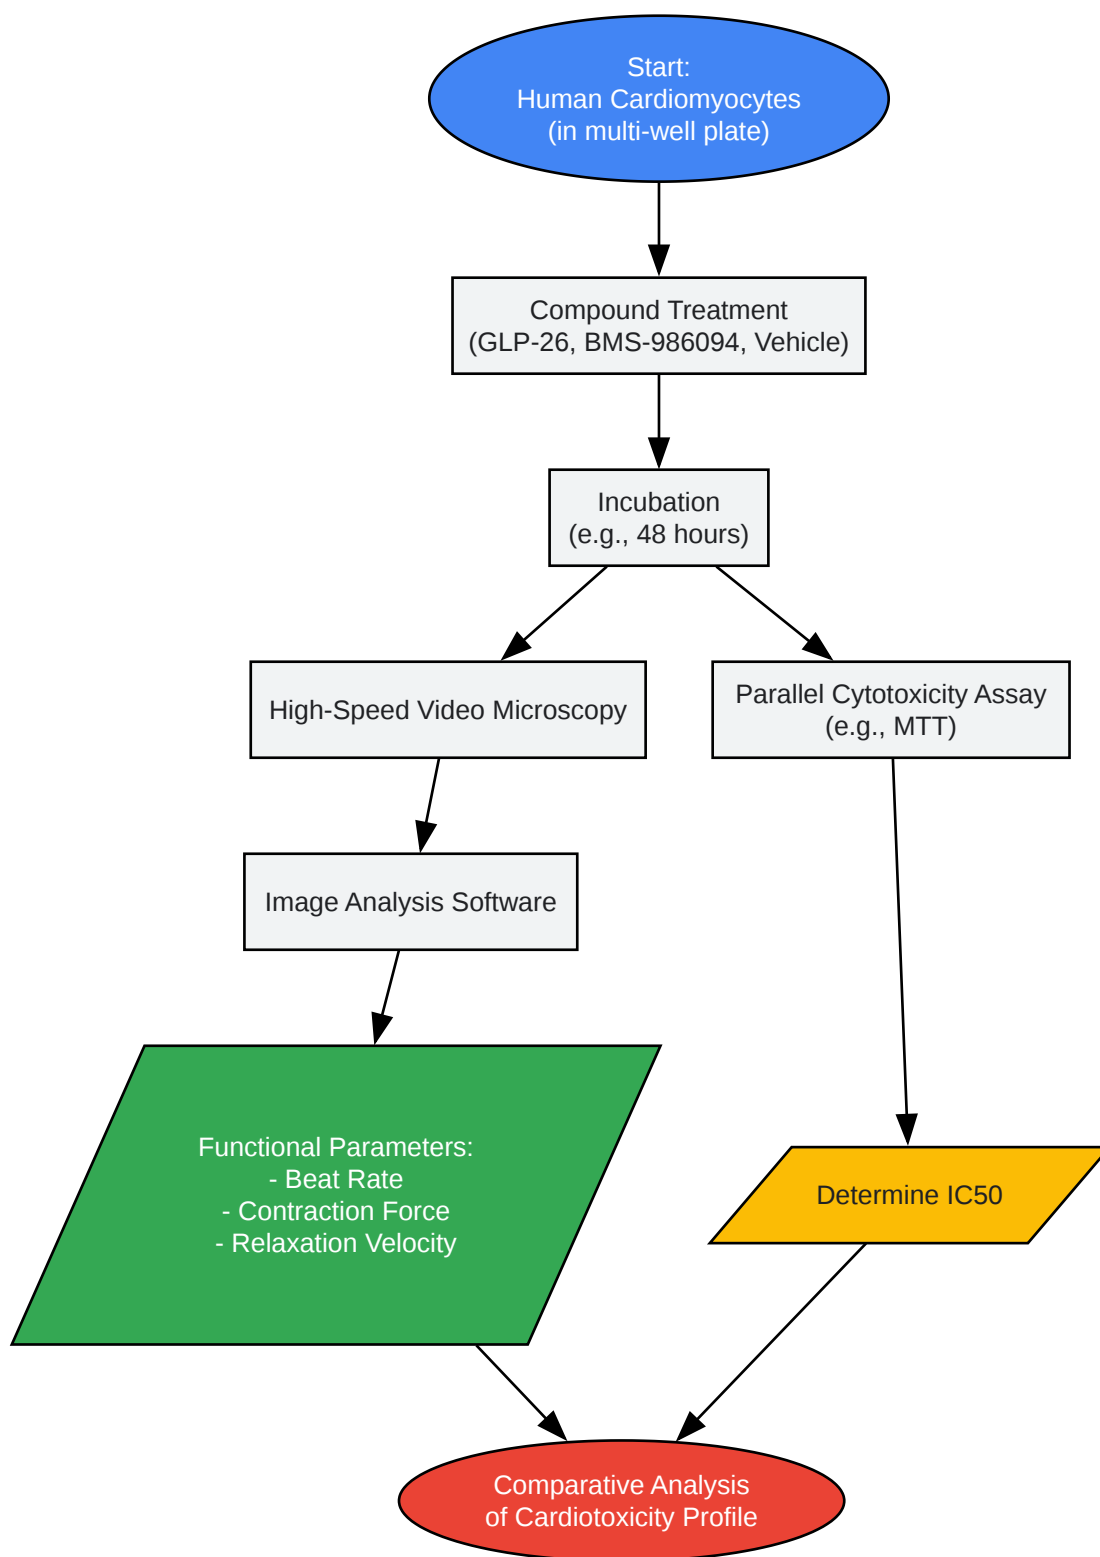 Start:
Human Cardiomyocytes
(in multi-well plate)
Compound Treatment
(GLP-26, BMS-986094, Vehicle)
Incubation
(e.g., 48 hours)
High-Speed Video Microscopy
Parallel Cytotoxicity Assay
(e.g., MTT)
Image Analysis Software
Functional Parameters:
- Beat Rate
- Contraction Force
- Relaxation Velocity
Determine IC50
Comparative Analysis
of Cardiotoxicity Profile